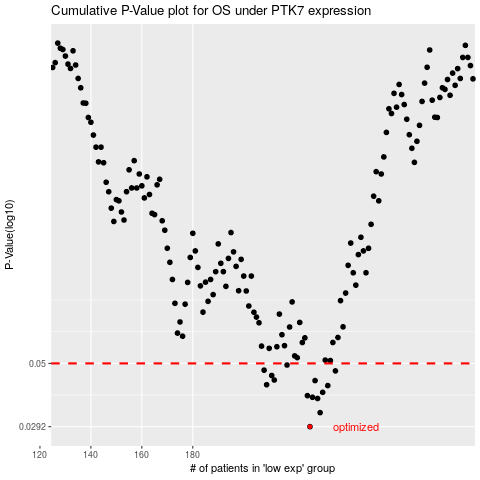 Cumulative P-Value plot for OS under PTK7 expression
P-Value(log10)
0.05
0.0292
optimized
120 140 160 180
# of patients in 'low exp' group